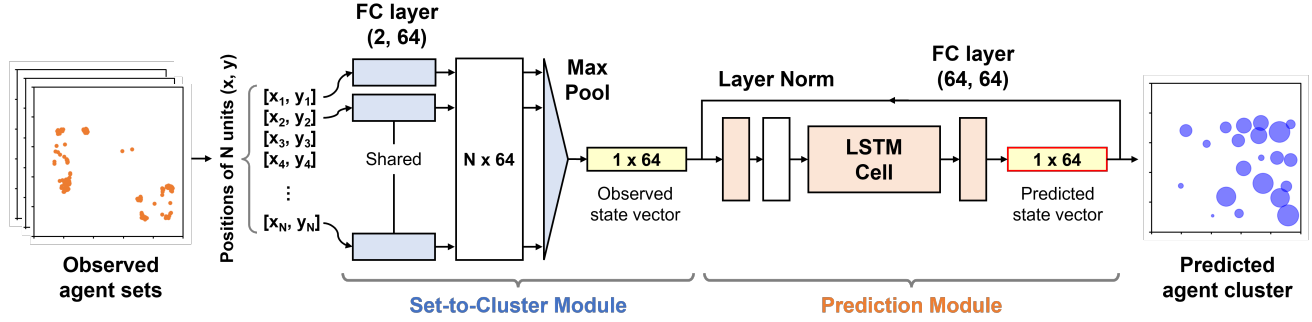 Observed
agent sets
Positions of N units (x, y)
[x₁, y₁]
[x₂, y₂]
[x₃, y₃]
[x₄, y₄]
⋮
[x_N, y_N]
FC layer
(2, 64)
Shared
N x 64
Max
Pool
1 x 64
Observed
state vector
Set-to-Cluster Module
Layer Norm
LSTM
Cell
FC layer
(64, 64)
1 x 64
Predicted
state vector
Prediction Module
Predicted
agent cluster